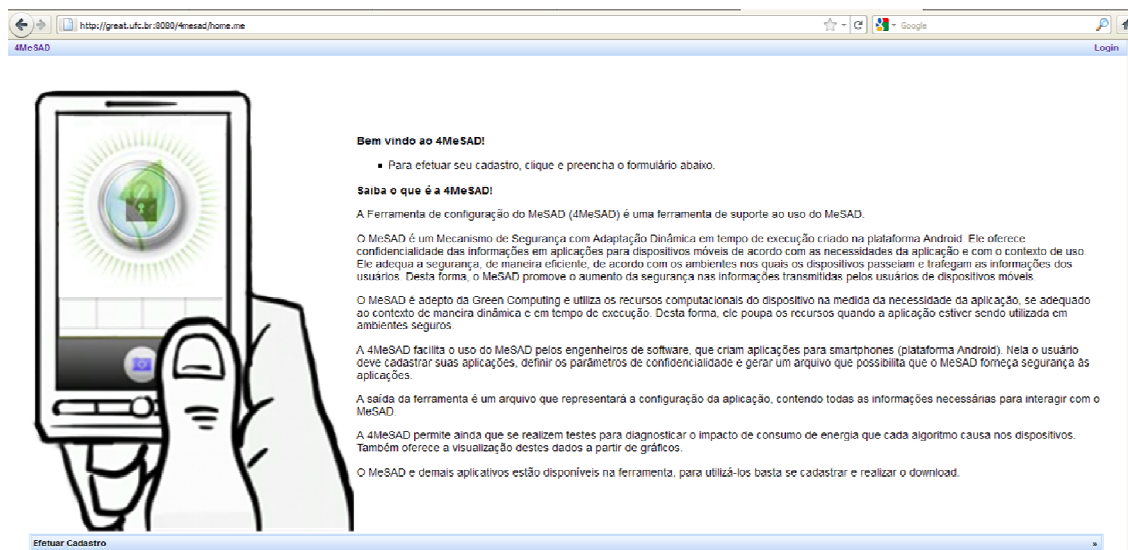 http://great.ufc.br:8080/4mesad/home.me
Google
4MeSAD
Login
Bem vindo ao 4MeSAD!
Para efetuar seu cadastro, clique e preencha o formulário abaixo.
Saiba o que é a 4MeSAD!
A Ferramenta de configuração do MeSAD (4MeSAD) é uma ferramenta de suporte ao uso do MeSAD.
O MeSAD é um Mecanismo de Segurança com Adaptação Dinâmica em tempo de execução criado na plataforma Android. Ele oferece
confidencialidade das informações em aplicações para dispositivos móveis de acordo com as necessidades da aplicação e com o contexto de uso.
Ele adequa a segurança, de maneira eficiente, de acordo com os ambientes nos quais os dispositivos passeiam e trafegam as informações dos
usuários. Desta forma, o MeSAD promove o aumento da segurança nas informações transmitidas pelos usuários de dispositivos móveis.
O MeSAD é adepto da Green Computing e utiliza os recursos computacionais do dispositivo na medida da necessidade da aplicação, se adequado
ao contexto de maneira dinâmica e em tempo de execução. Desta forma, ele poupa os recursos quando a aplicação estiver sendo utilizada em
ambientes seguros.
A 4MeSAD facilita o uso do MeSAD pelos engenheiros de software, que criam aplicações para smartphones (plataforma Android). Nela o usuário
deve cadastrar suas aplicações, definir os parâmetros de confidencialidade e gerar um arquivo que possibilita que o MeSAD forneça segurança às
aplicações.
A saída da ferramenta é um arquivo que representará a configuração da aplicação, contendo todas as informações necessárias para interagir com o
MeSAD.
A 4MeSAD permite ainda que se realizem testes para diagnosticar o impacto de consumo de energia que cada algoritmo causa nos dispositivos.
Também oferece a visualização destes dados a partir de gráficos.
O MeSAD e demais aplicativos estão disponíveis na ferramenta, para utilizá-los basta se cadastrar e realizar o download.
Efetuar Cadastro »